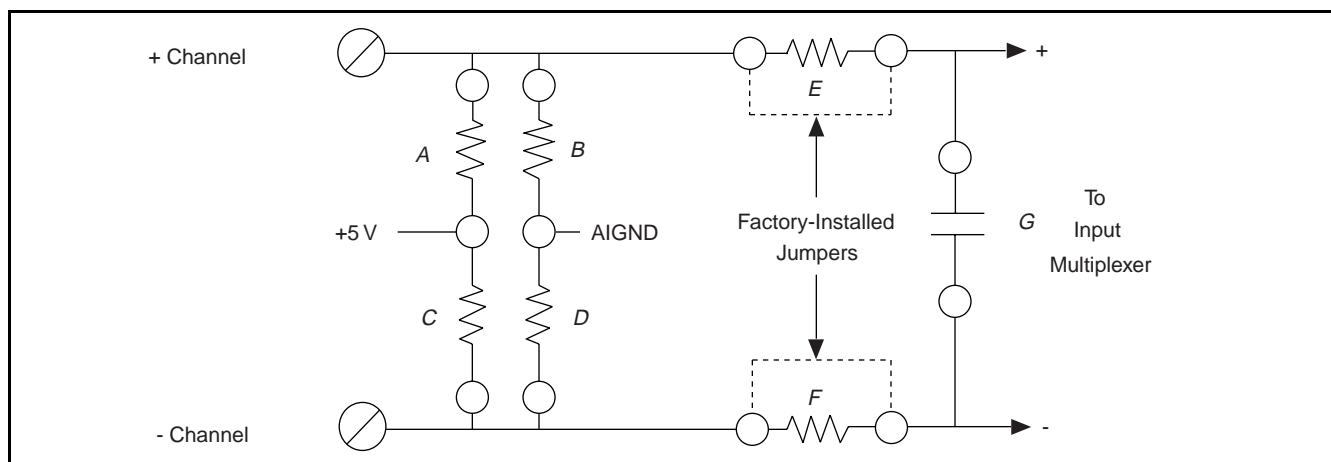 + Channel
E
+
A
B
+5 V
AIGND
Factory-Installed
Jumpers
G
To
Input
Multiplexer
C
D
F
- Channel
-